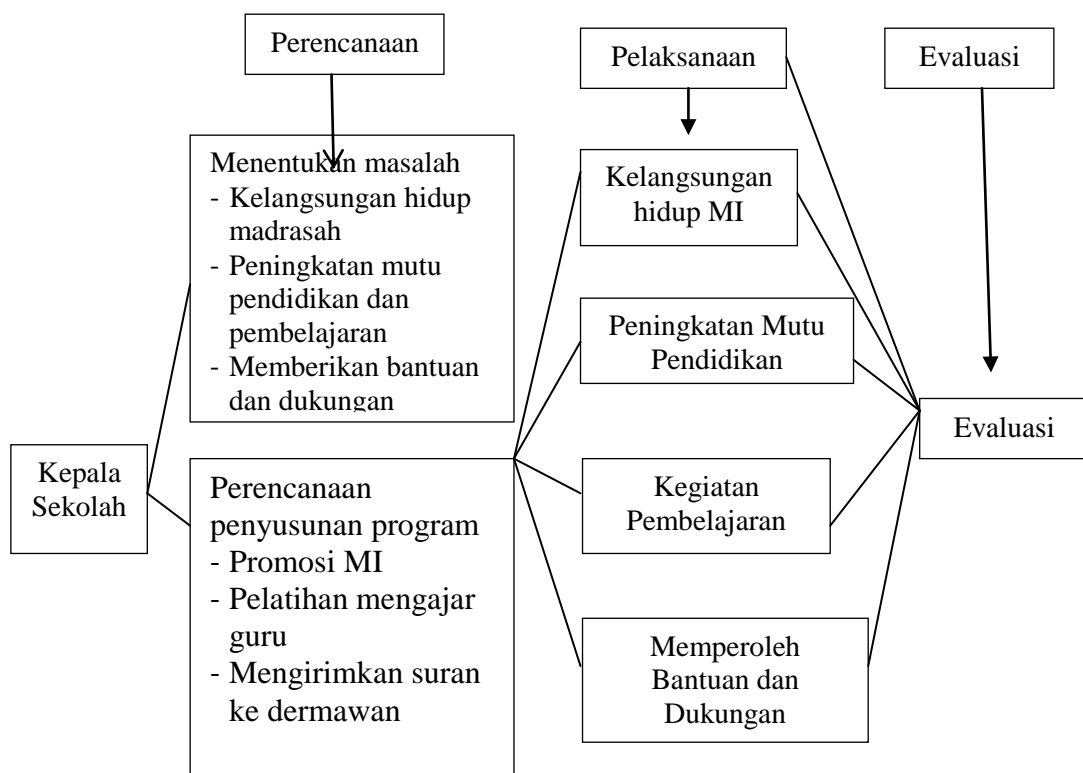 Perencanaan
Pelaksanaan
Evaluasi
Menentukan masalah
- Kelangsungan hidup
madrasah
- Peningkatan mutu
pendidikan dan
pembelajaran
- Memberikan bantuan
dan dukungan
Kelangsungan
hidup MI
Peningkatan Mutu
Pendidikan
Evaluasi
Kepala
Sekolah
Perencanaan
penyusunan program
- Promosi MI
- Pelatihan mengajar
guru
- Mengirimkan suran
ke dermawan
Kegiatan
Pembelajaran
Memperoleh
Bantuan dan
Dukungan